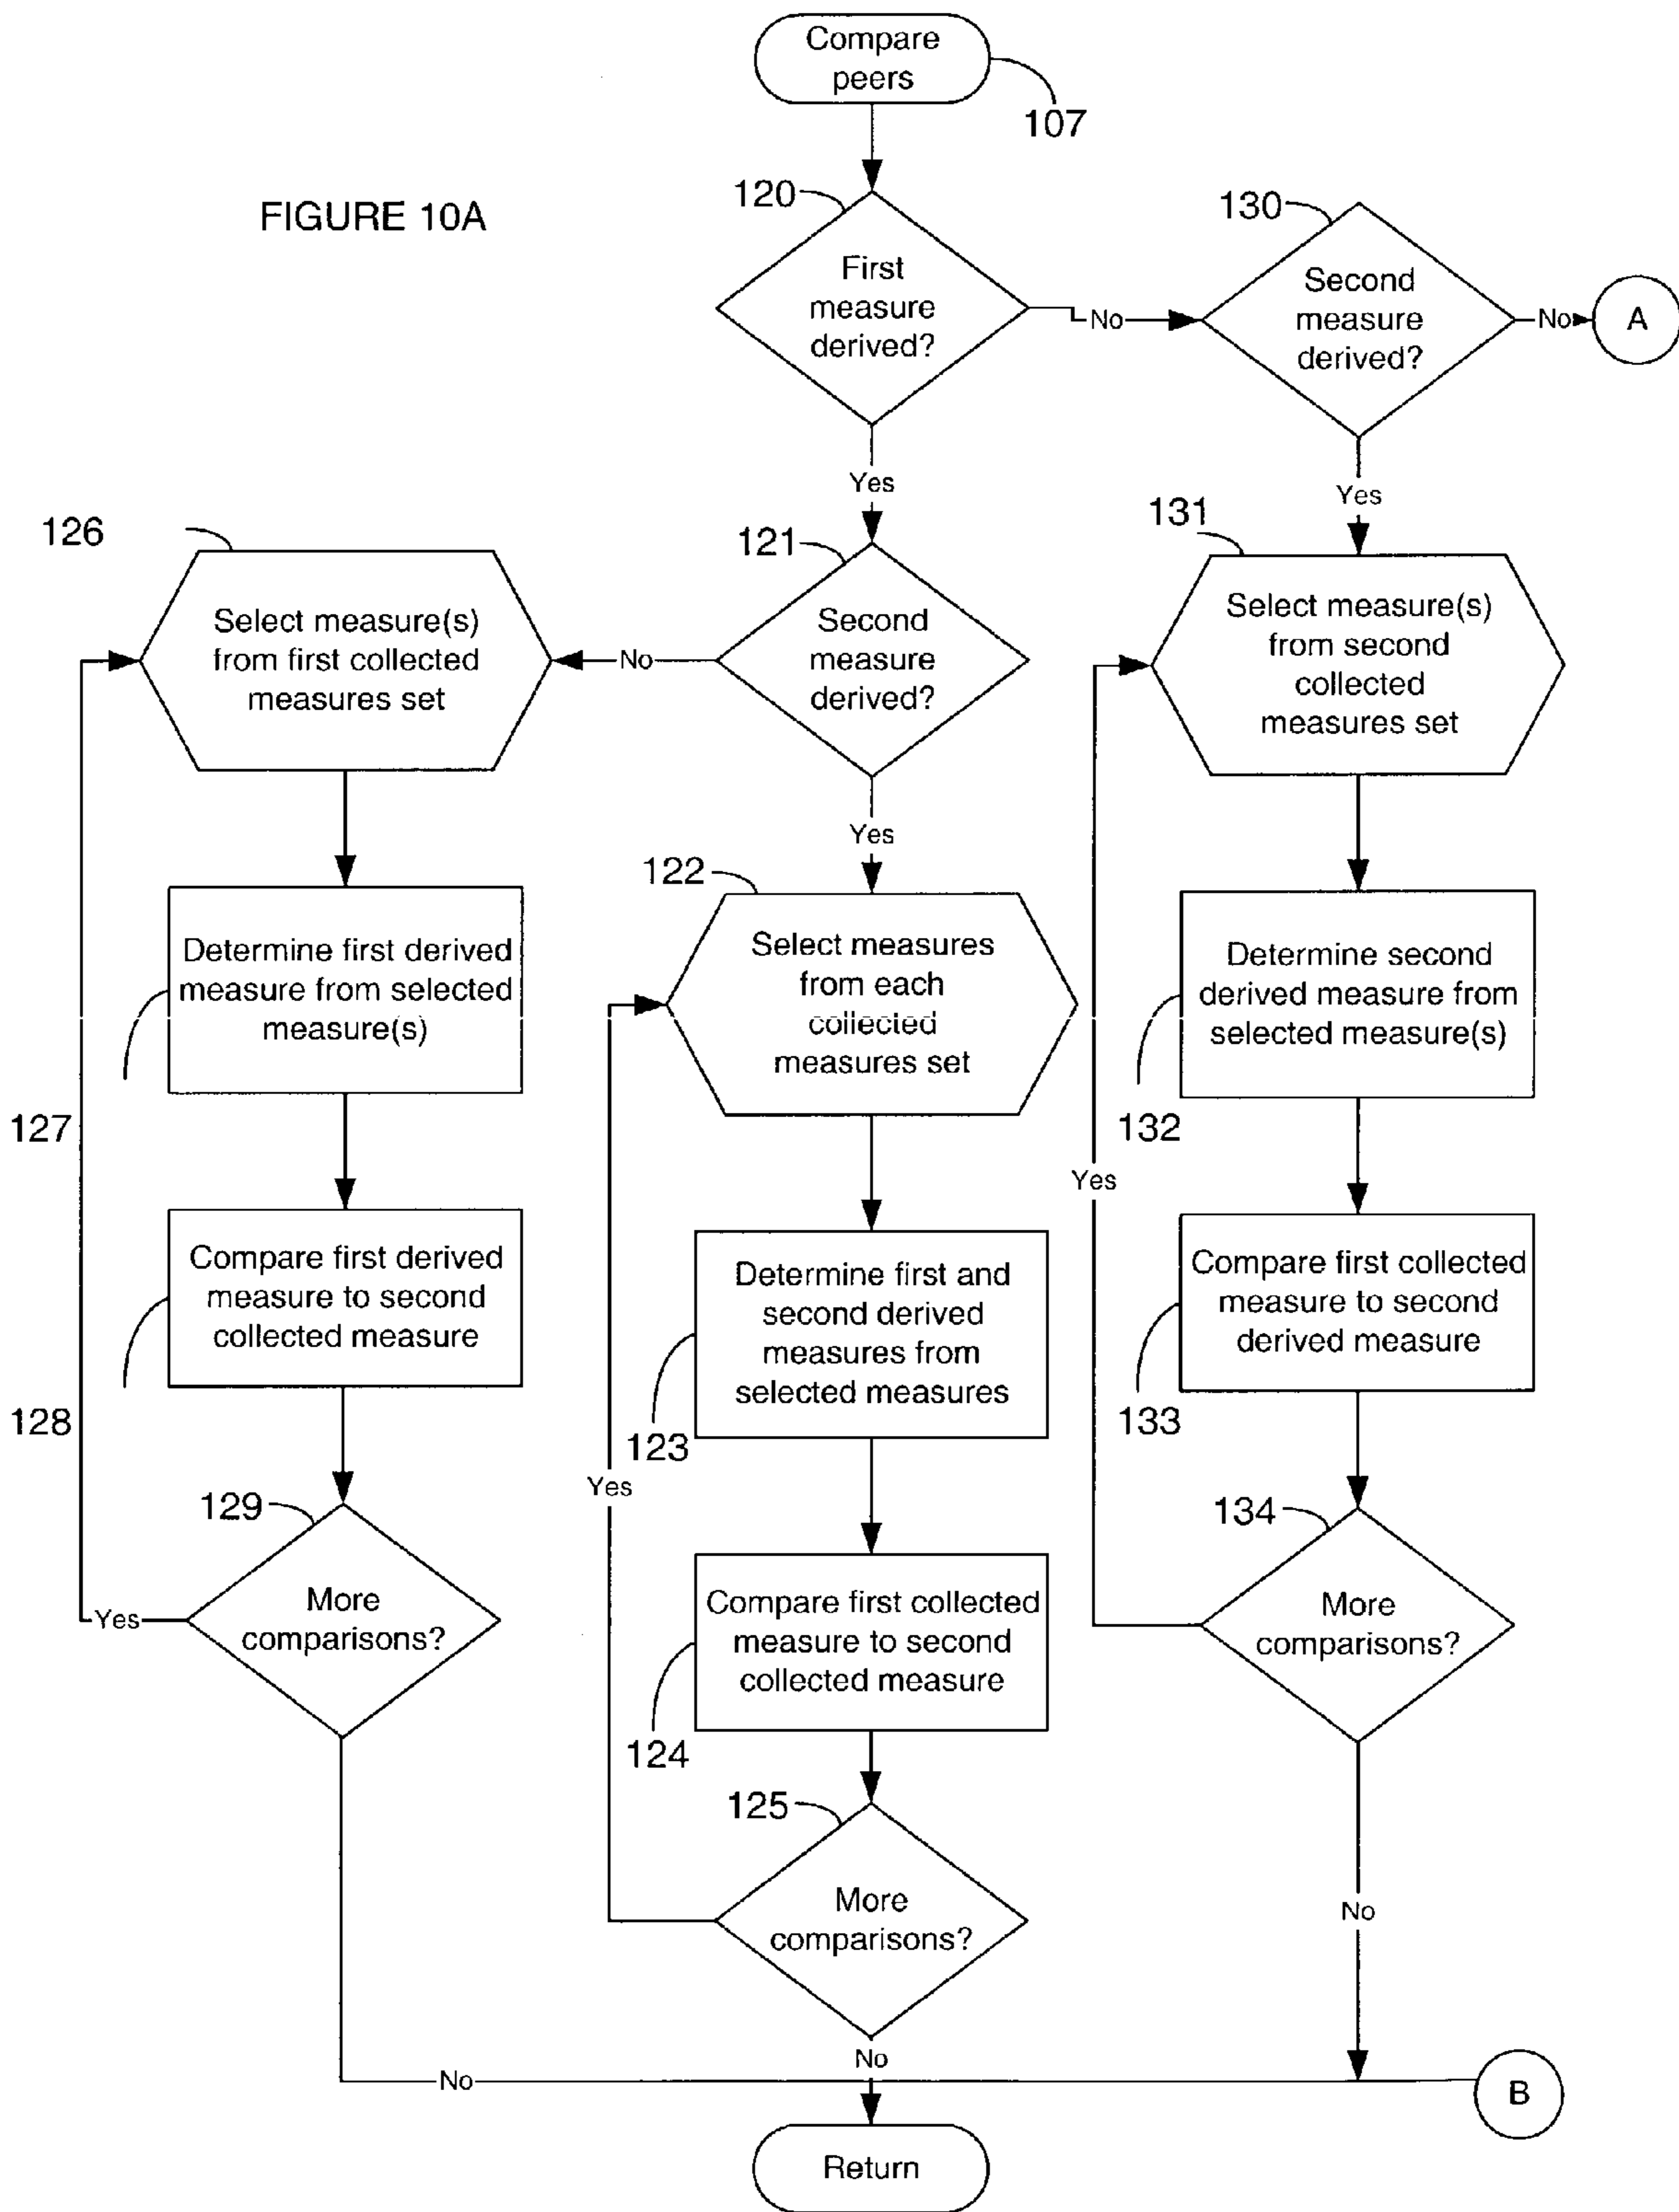 Compare
peers
107
FIGURE 10A
120
First
measure
derived?
No
130
Second
measure
derived?
No
A
Yes
Yes
126
Select measure(s)
from first collected
measures set
No
121
Second
measure
derived?
131
Select measure(s)
from second
collected
measures set
Yes
122
Select measures
from each
collected
measures set
Determine first derived
measure from selected
measure(s)
127
Determine second
derived measure from
selected measure(s)
132
Yes
Compare first derived
measure to second
collected measure
128
Determine first and
second derived
measures from
selected measures
123
Compare first collected
measure to second
derived measure
133
Yes
129
More
comparisons?
Yes
Compare first collected
measure to second
collected measure
124
134
More
comparisons?
125
More
comparisons?
No
No
No
B
Return